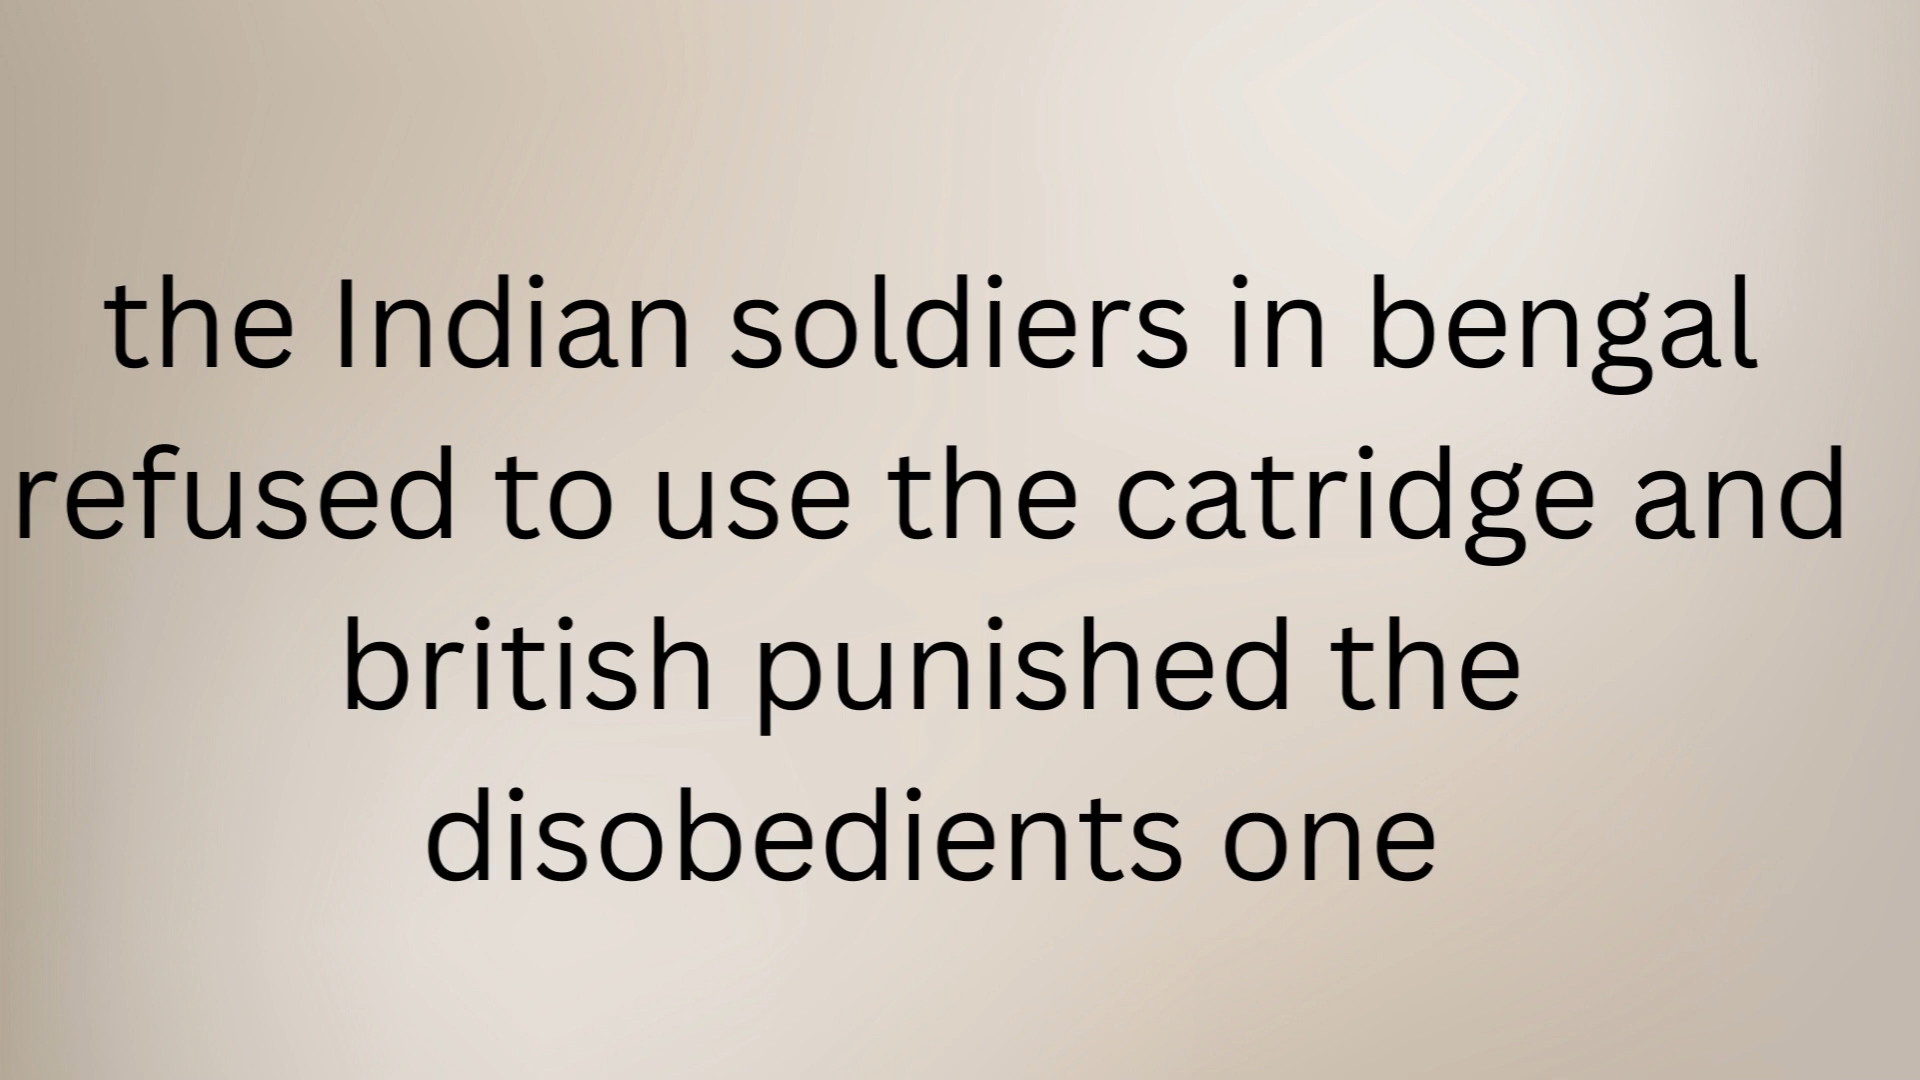 the Indian soldiers in bengal
refused to use the catridge and
british punished the
disobedients one